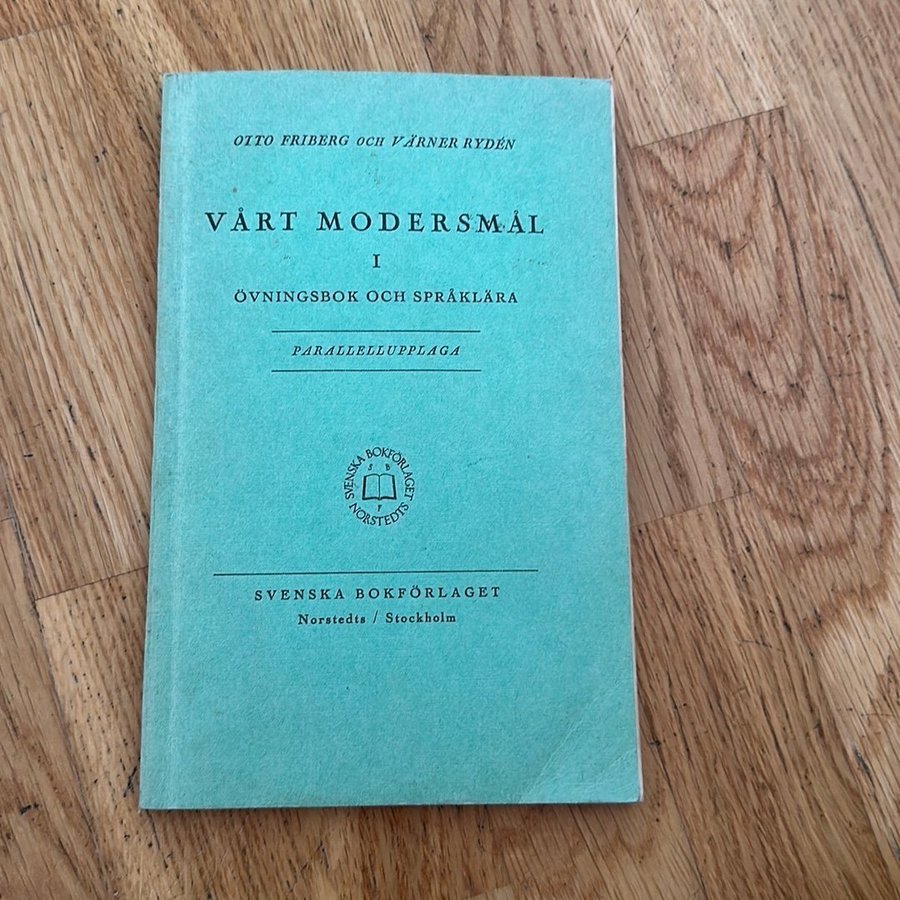 OTTO FRIBERG OCH VÄRNER RYDÉN
VÅRT MODERSMÅL
I
ÖVNINGSBOK OCH SPRÅKLÄRA
PARALLELLUPPLAGA
SVENSKA BOKFÖRLAGET
S B
F
NORSTEDTS
SVENSKA BOKFÖRLAGET
Norstedts / Stockholm